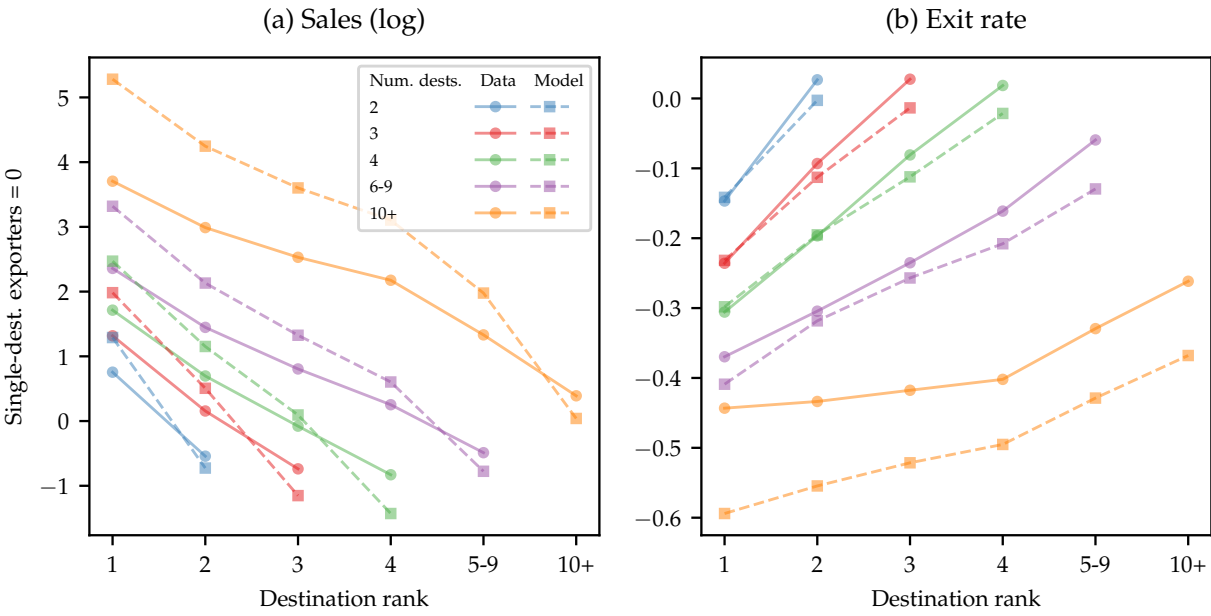 (a) Sales (log)
(b) Exit rate
Single-dest. exporters = 0
5
4
3
2
1
0
−1
Num. dests. Data Model
2
3
4
6-9
10+
1 2 3 4 5-9 10+
Destination rank
0.0
−0.1
−0.2
−0.3
−0.4
−0.5
−0.6
1 2 3 4 5-9 10+
Destination rank